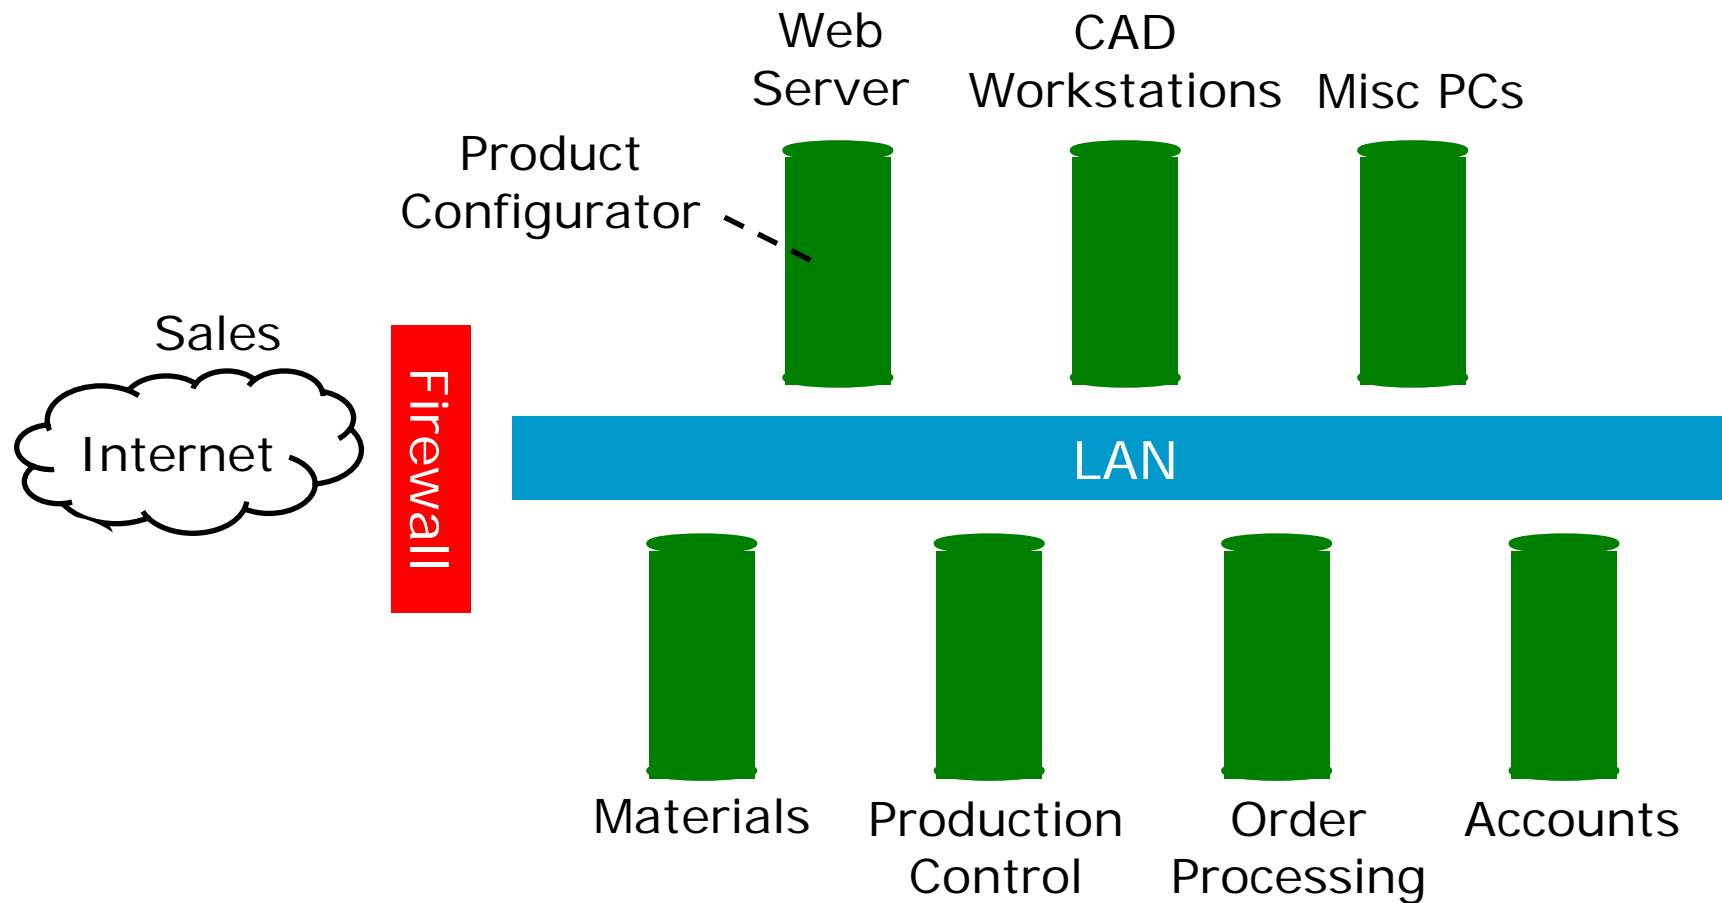 Web
Server
CAD
Workstations
Misc PCs
Product
Configurator
Sales
Internet
Firewall
LAN
Materials
Production
Control
Order
Processing
Accounts